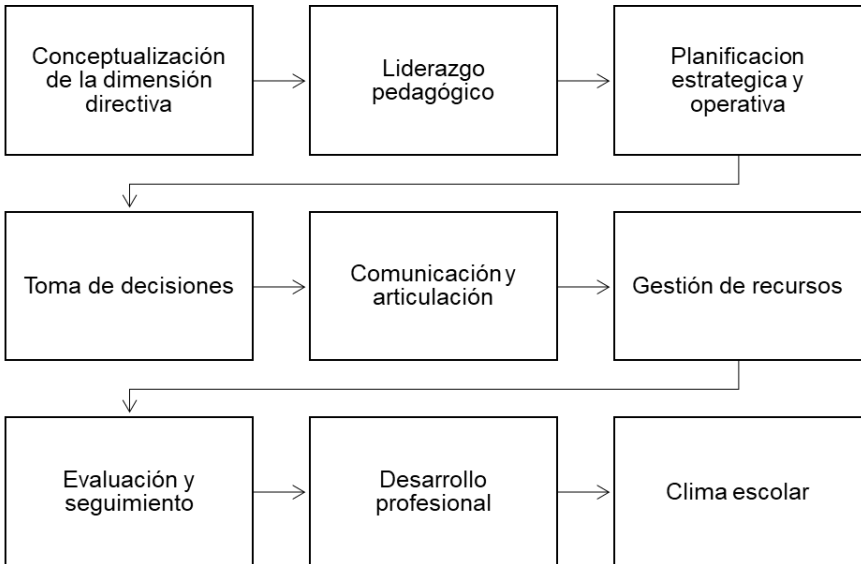 Conceptualización
de la dimensión
directiva
Liderazgo
pedagógico
Planificacion
estrategica y
operativa
Toma de decisiones
Comunicación y
articulación
Gestión de recursos
Evaluación y
seguimiento
Desarrollo
profesional
Clima escolar